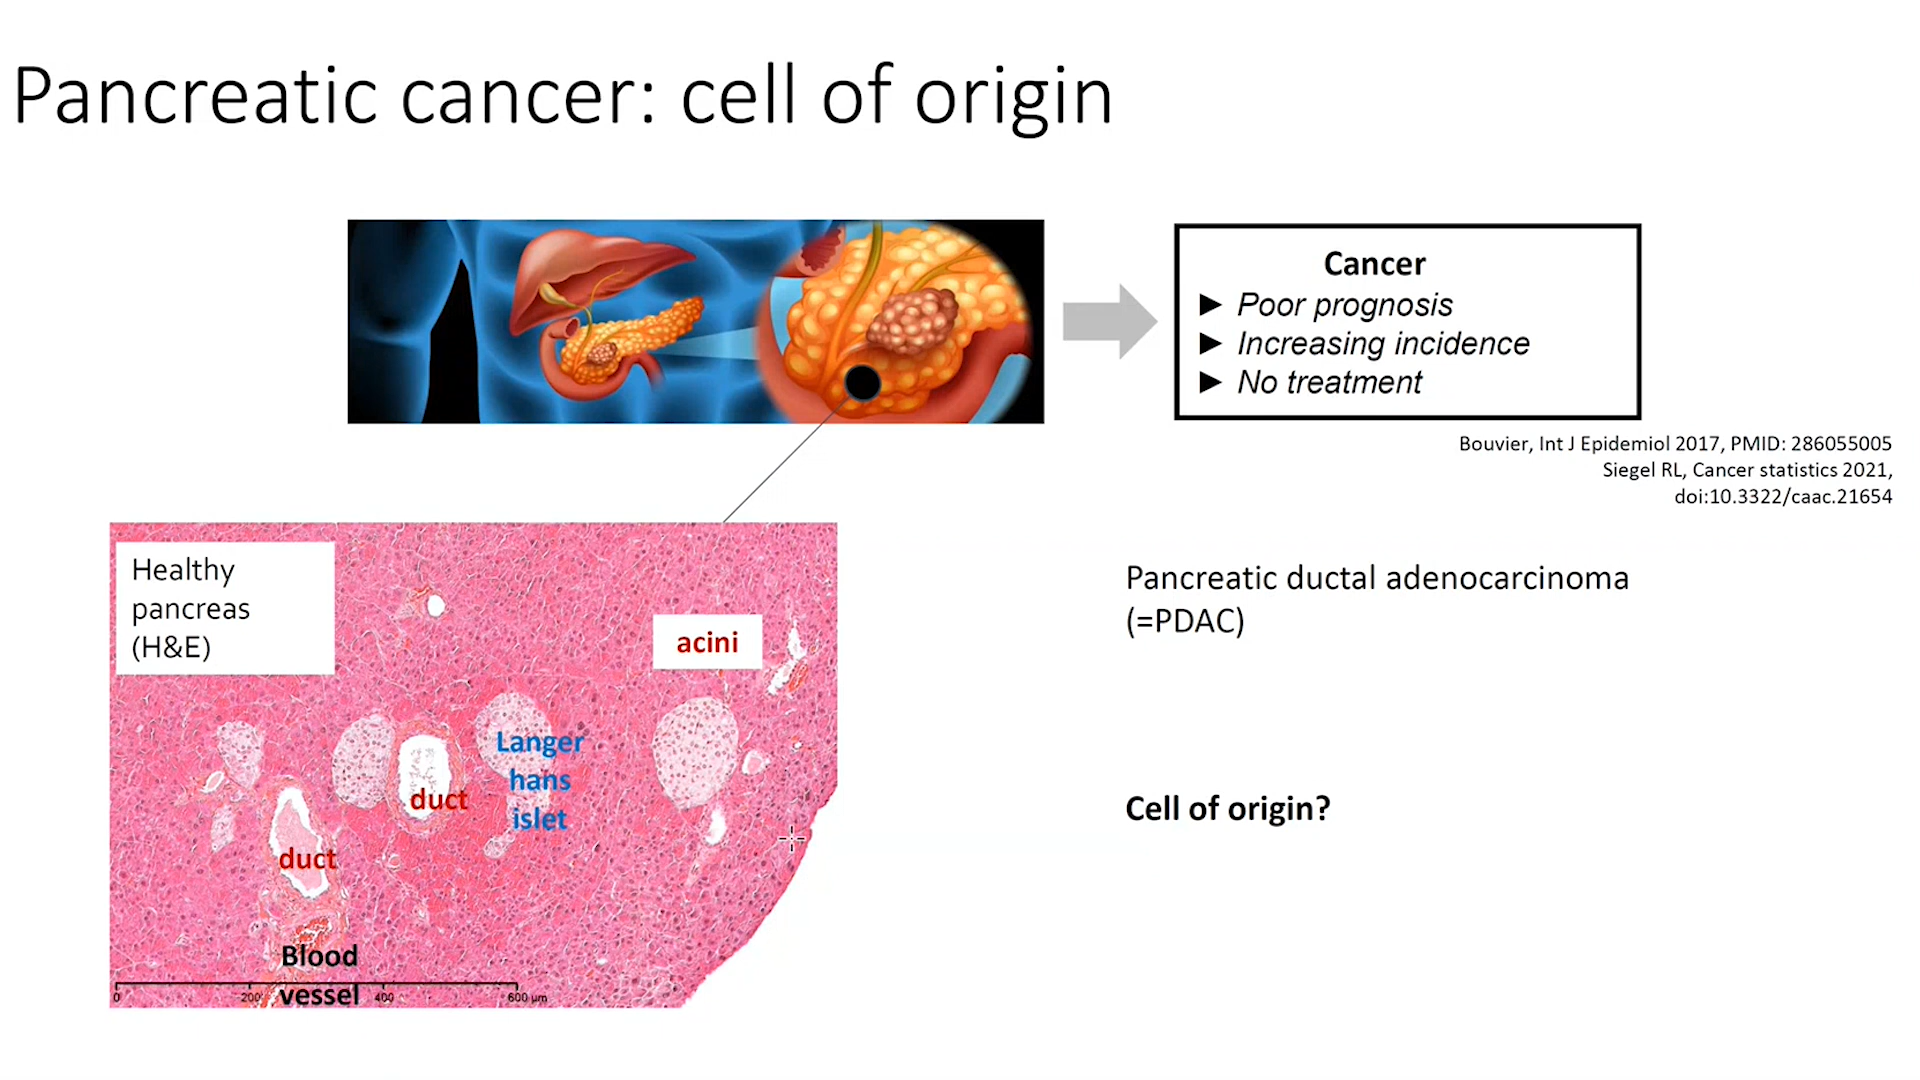 Pancreatic cancer: cell of origin
Cancer
► Poor prognosis
► Increasing incidence
► No treatment
Bouvier, Int J Epidemiol 2017, PMID: 286055005
Siegel RL, Cancer statistics 2021,
doi:10.3322/caac.21654
Healthy
pancreas
(H&E)
acini
Langer
hans
islet
duct
duct
Blood
vessel
0 200 400 600 µm
Pancreatic ductal adenocarcinoma
(=PDAC)
Cell of origin?